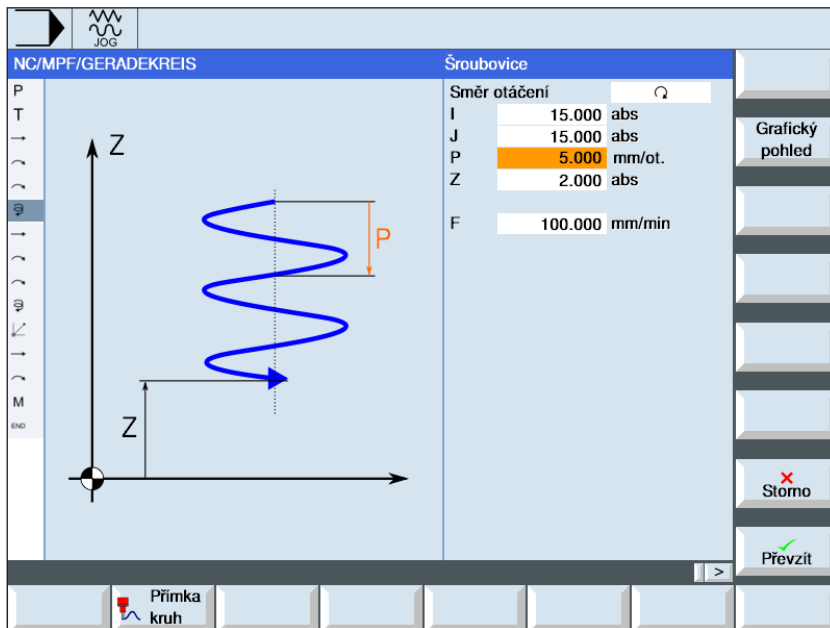 JOG
NC/MPF/GERADEKREIS
Šroubovice
P
T
M
END
Z
P
Z
Směr otáčení
I 15.000 abs
J 15.000 abs
P 5.000 mm/ot.
Z 2.000 abs
F 100.000 mm/min
Grafický
pohled
Storno
Převzít
>
Přímka
kruh